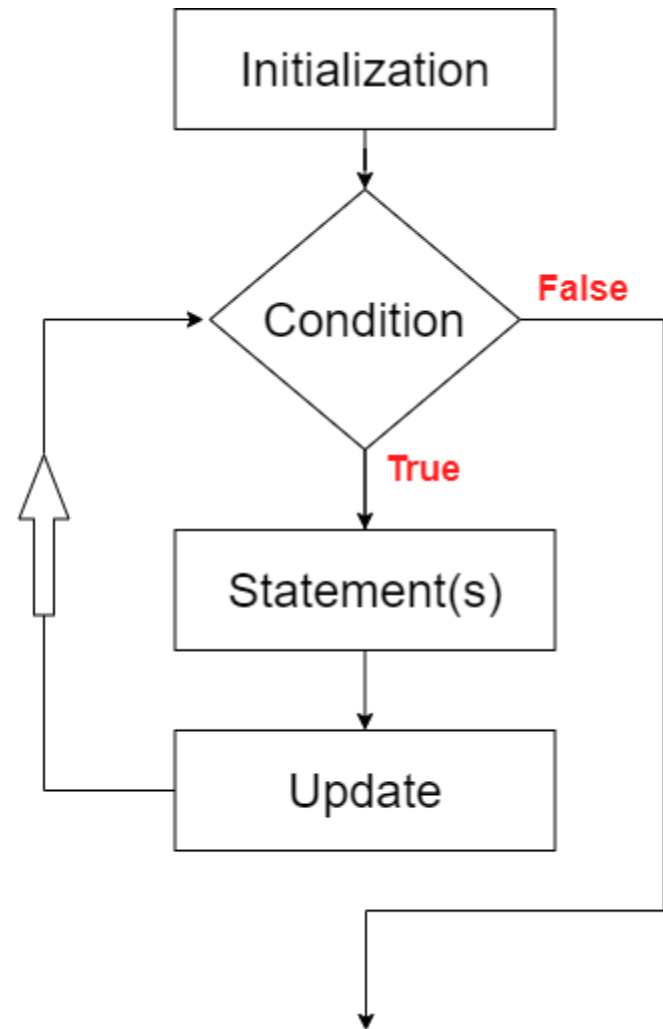 Initialization
Condition
False
True
Statement(s)
Update